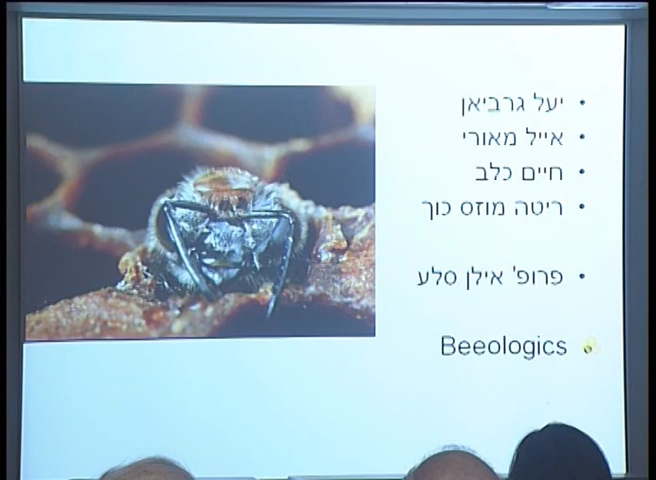 יעל גרביאן
אייל מאורי
חיים כלב
ריטה מוזס כוך
פרופ' אילן סלע
Beeologics